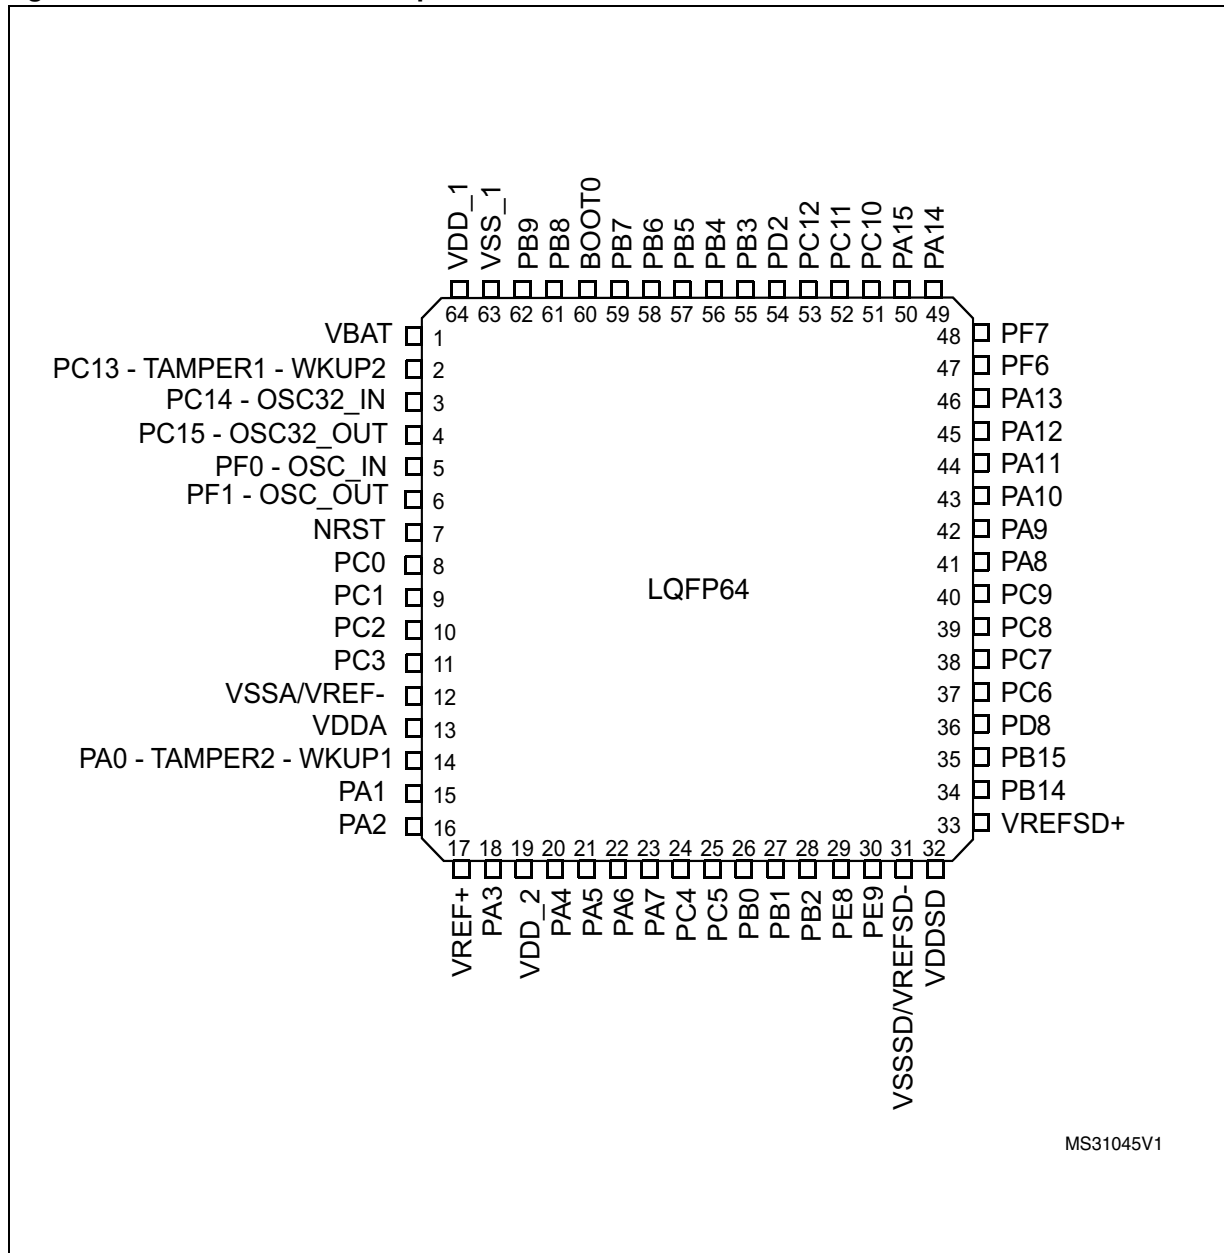 VDD_1
VSS_1
PB9
PB8
BOOT0
PB7
PB6
PB5
PB4
PB3
PD2
PC12
PC11
PC10
PA15
PA14
64 63 62 61 60 59 58 57 56 55 54 53 52 51 50 49
VBAT 1
PC13 - TAMPER1 - WKUP2 2
PC14 - OSC32_IN 3
PC15 - OSC32_OUT 4
PF0 - OSC_IN 5
PF1 - OSC_OUT 6
NRST 7
PC0 8
PC1 9
PC2 10
PC3 11
VSSA/VREF- 12
VDDA 13
PA0 - TAMPER2 - WKUP1 14
PA1 15
PA2 16
LQFP64
48 PF7
47 PF6
46 PA13
45 PA12
44 PA11
43 PA10
42 PA9
41 PA8
40 PC9
39 PC8
38 PC7
37 PC6
36 PD8
35 PB15
34 PB14
33 VREFSD+
17 18 19 20 21 22 23 24 25 26 27 28 29 30 31 32
VREF+
PA3
VDD_2
PA4
PA5
PA6
PA7
PC4
PC5
PB0
PB1
PB2
PE8
PE9
VSSSD/VREFSD-
VDDSD
MS31045V1